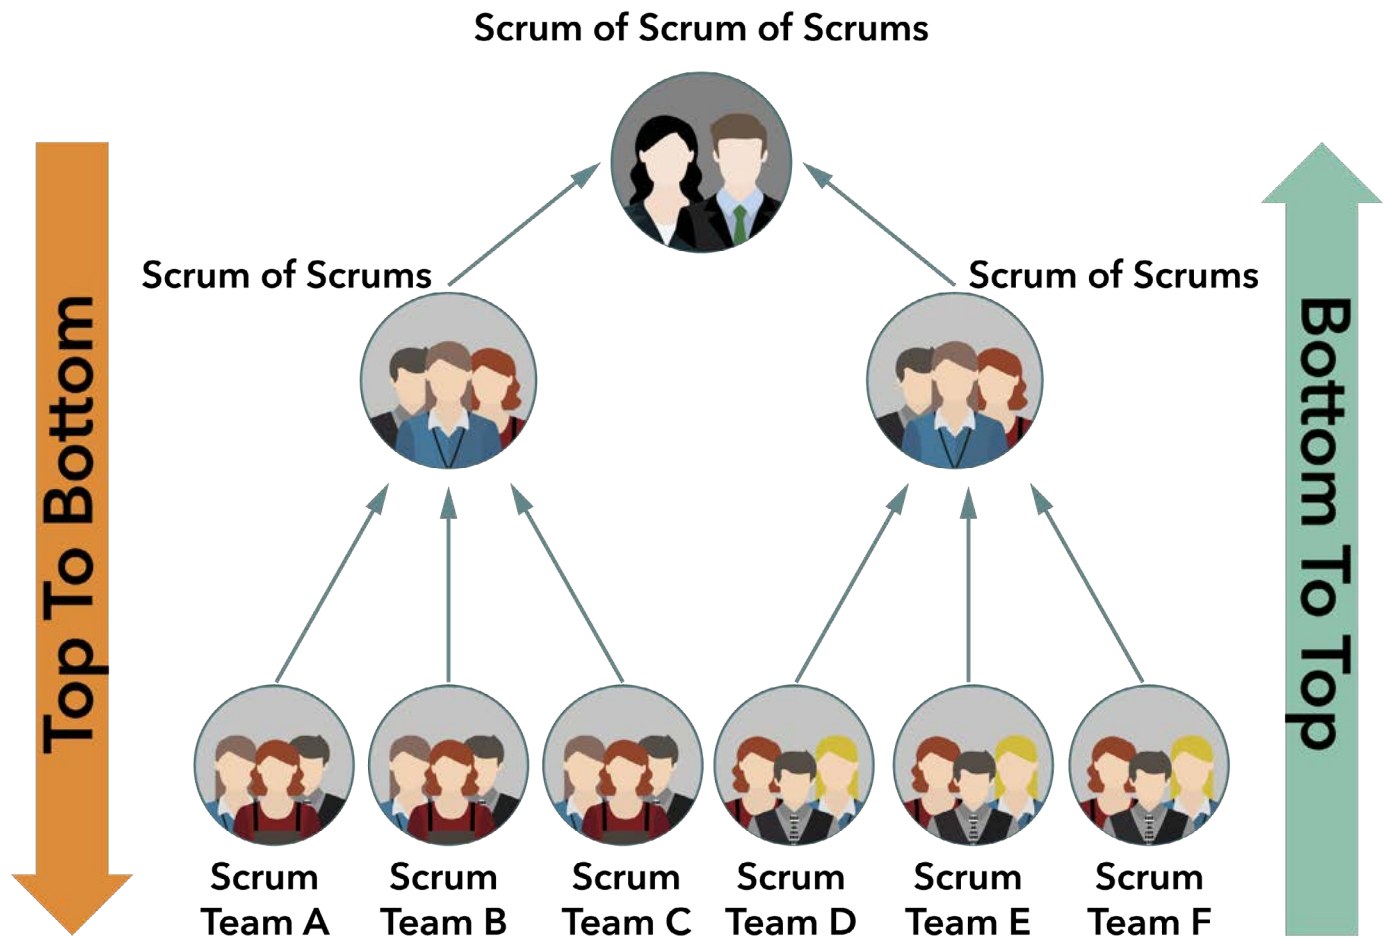 Scrum of Scrum of Scrums
Scrum of Scrums
Scrum of Scrums
Top To Bottom
Bottom To Top
Scrum
Team A
Scrum
Team B
Scrum
Team C
Scrum
Team D
Scrum
Team E
Scrum
Team F